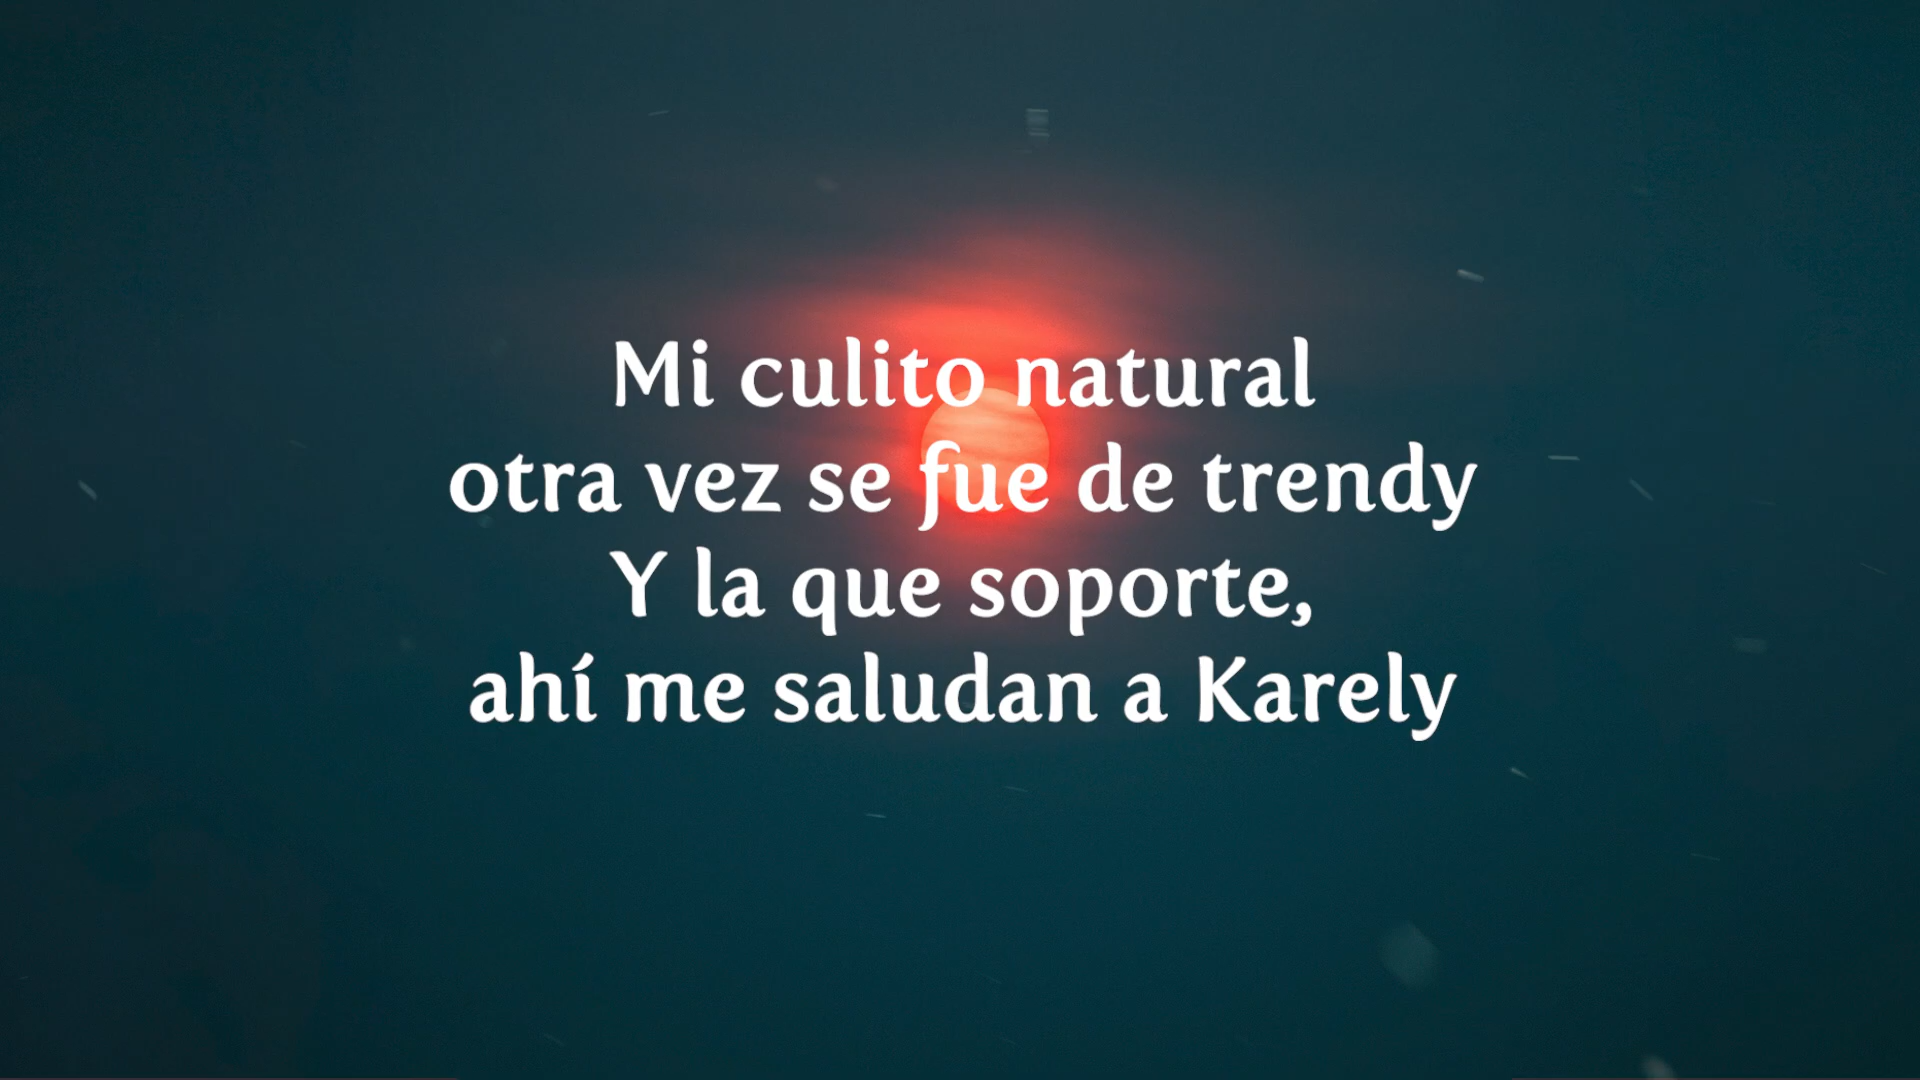 Mi culito natural
otra vez se fue de trendy
Y la que soporte,
ahí me saludan a Karely